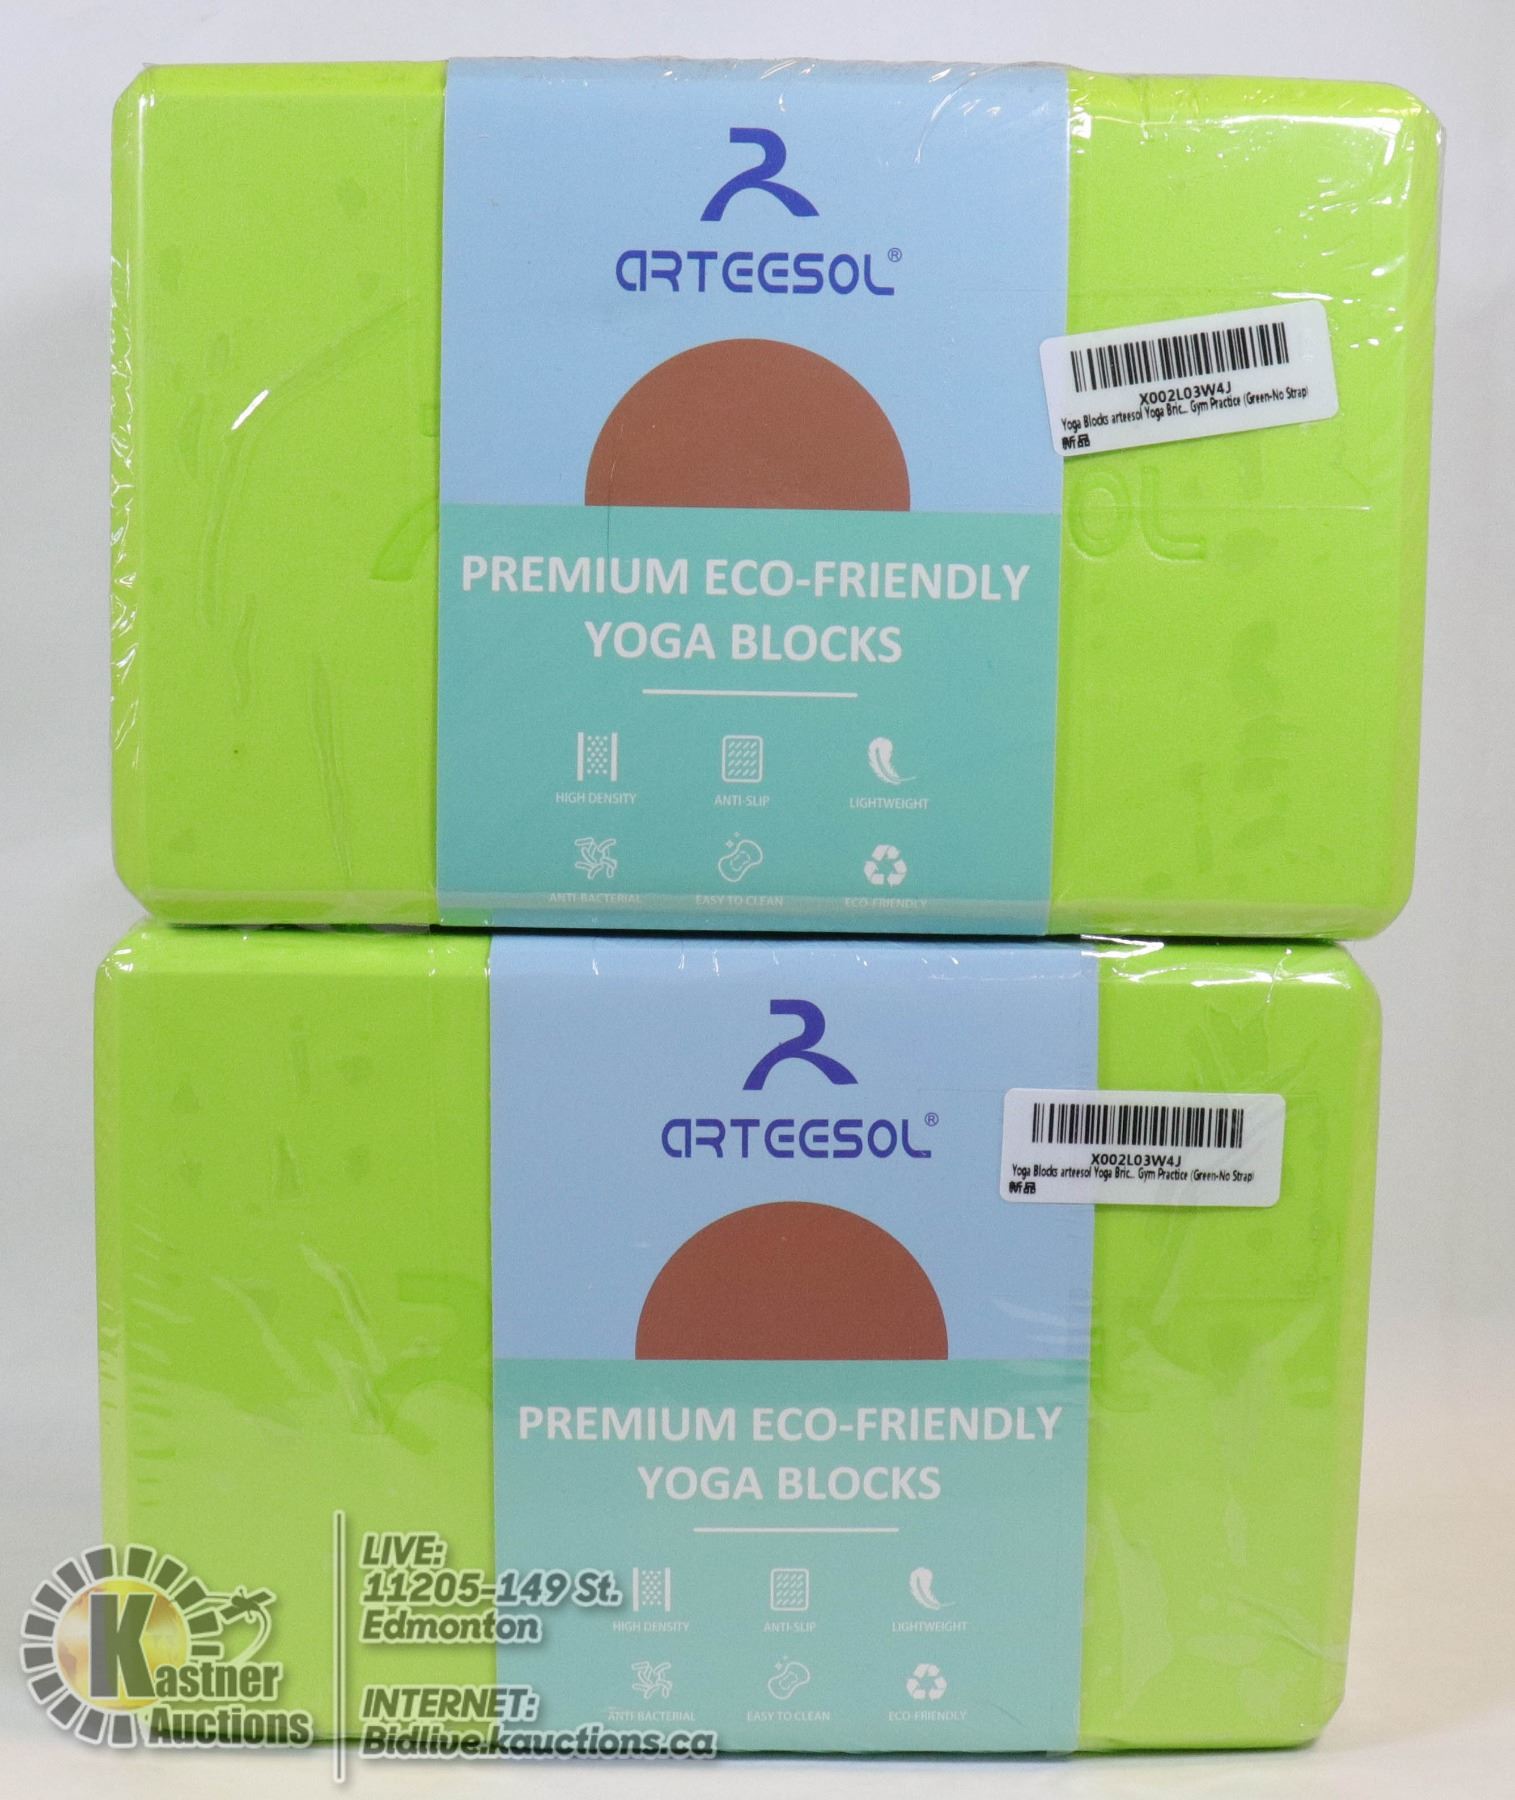 ARTEESOL®
X002L03W4J
Yoga Blocks arteesol Yoga Bric... Gym Practice (Green-No Strap)
新品
OL
PREMIUM ECO-FRIENDLY
YOGA BLOCKS
HIGH DENSITY ANTI-SLIP LIGHTWEIGHT
ANTI-BACTERIAL EASY TO CLEAN ECO-FRIENDLY
ARTEESOL®
X002L03W4J
Yoga Blocks arteesol Yoga Bric... Gym Practice (Green-No Strap)
新品
PREMIUM ECO-FRIENDLY
YOGA BLOCKS
HIGH DENSITY ANTI-SLIP LIGHTWEIGHT
ANTI-BACTERIAL EASY TO CLEAN ECO-FRIENDLY
Kastner
Auctions
LIVE:
11205-149 St.
Edmonton
INTERNET:
Bidlive.kauctions.ca